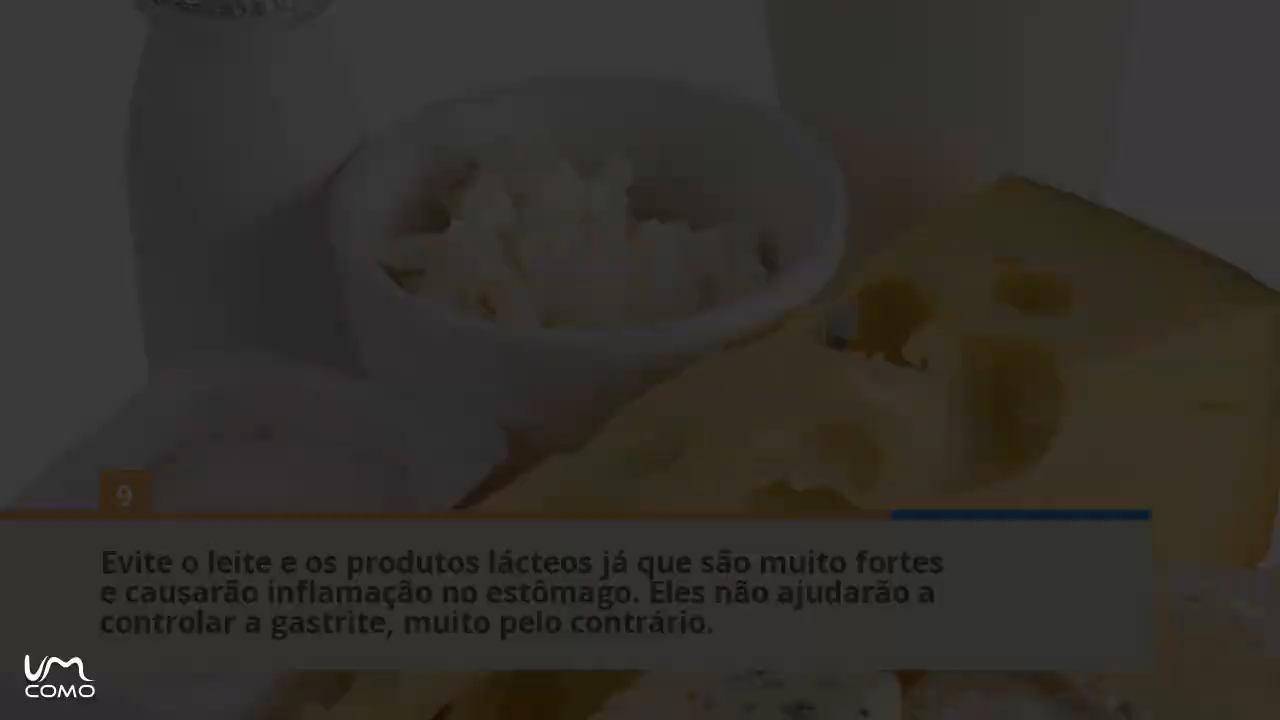 9
Evite o leite e os produtos lácteos já que são muito fortes
e causarão inflamação no estômago. Eles não ajudarão a
controlar a gastrite, muito pelo contrário.
UM
COMO